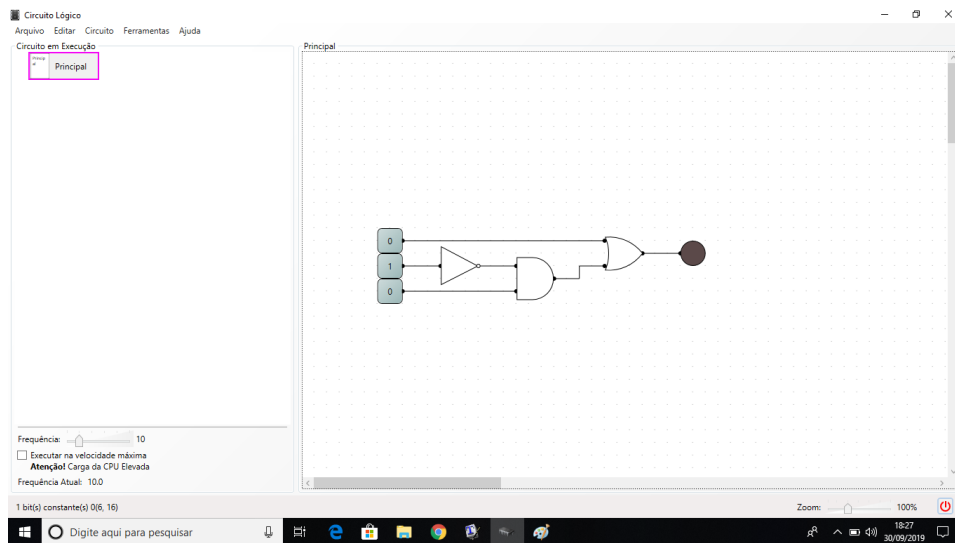 Circuito Lógico
Arquivo Editar Circuito Ferramentas Ajuda
Circuito em Execução
Princip
al
Principal
Principal
0
1
0
Frequência: 10
Executar na velocidade máxima
Atenção! Carga da CPU Elevada
Frequência Atual: 10.0
1 bit(s) constante(s) 0(6, 16)
Zoom: 100%
Digite aqui para pesquisar
18:27
30/09/2019